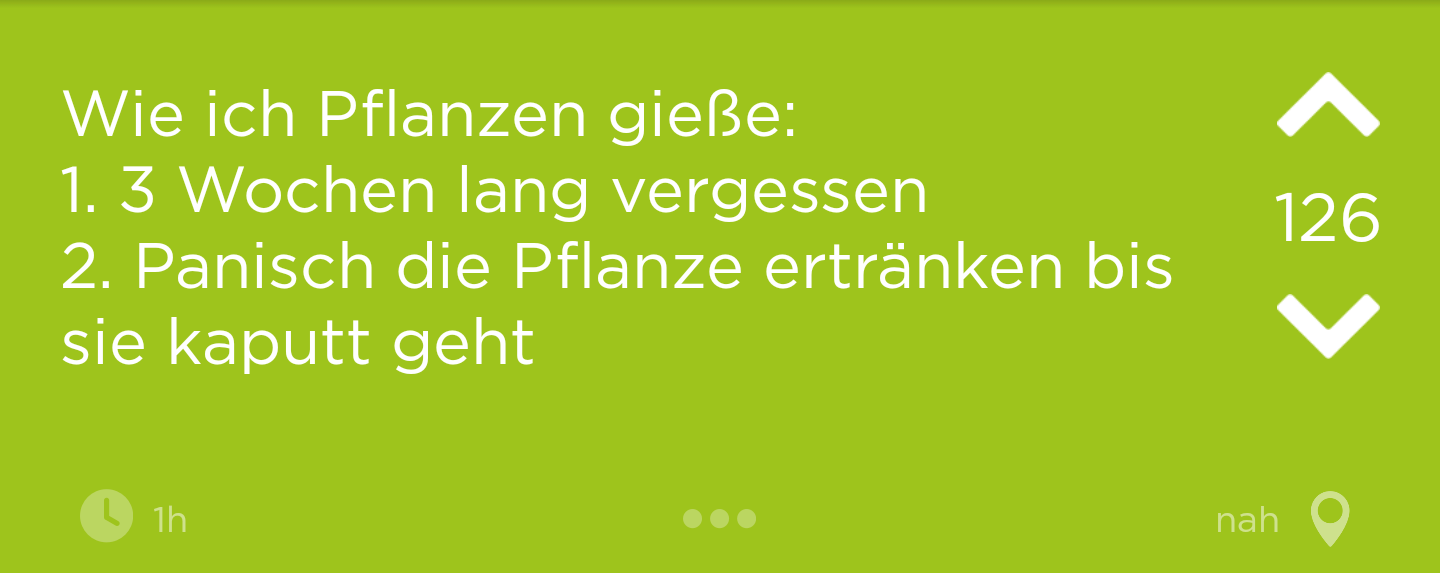 Wie ich Pflanzen gieße:
1. 3 Wochen lang vergessen
2. Panisch die Pflanze ertränken bis
sie kaputt geht
126
1h
nah